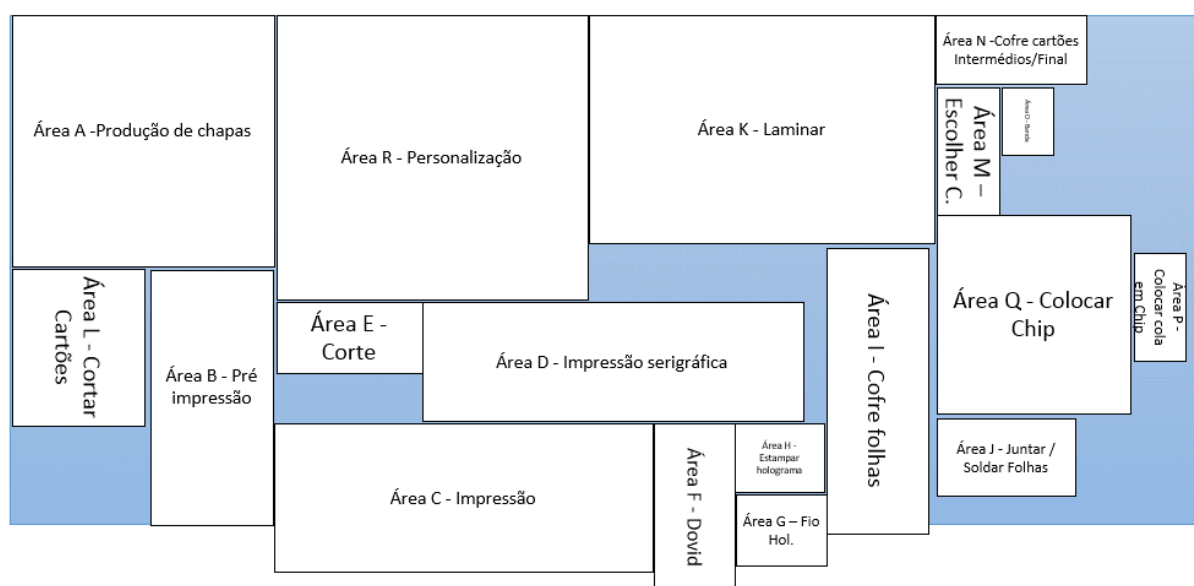 Área A -Produção de chapas
Área R - Personalização
Área K - Laminar
Área N -Cofre cartões
Intermédios/Final
Área M –
Escolher C.
Área O - Bande
Área L - Cortar
Cartões
Área B - Pré
impressão
Área E -
Corte
Área D - Impressão serigráfica
Área I - Cofre folhas
Área Q - Colocar
Chip
Área P -
Colocar cola
em Chip
Área C - Impressão
Área F - Dovid
Área H -
Estampar
holograma
Área G – Fio
Hol.
Área J - Juntar /
Soldar Folhas